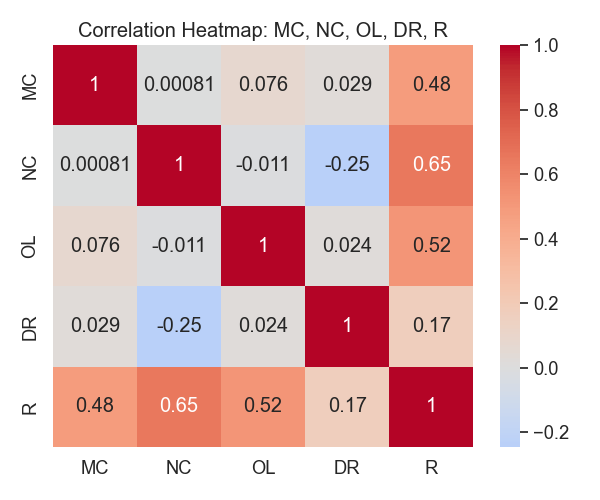 Correlation Heatmap: MC, NC, OL, DR, R
MC 1 0.00081 0.076 0.029 0.48
NC 0.00081 1 -0.011 -0.25 0.65
OL 0.076 -0.011 1 0.024 0.52
DR 0.029 -0.25 0.024 1 0.17
R 0.48 0.65 0.52 0.17 1
MC NC OL DR R
1.0
0.8
0.6
0.4
0.2
0.0
−0.2